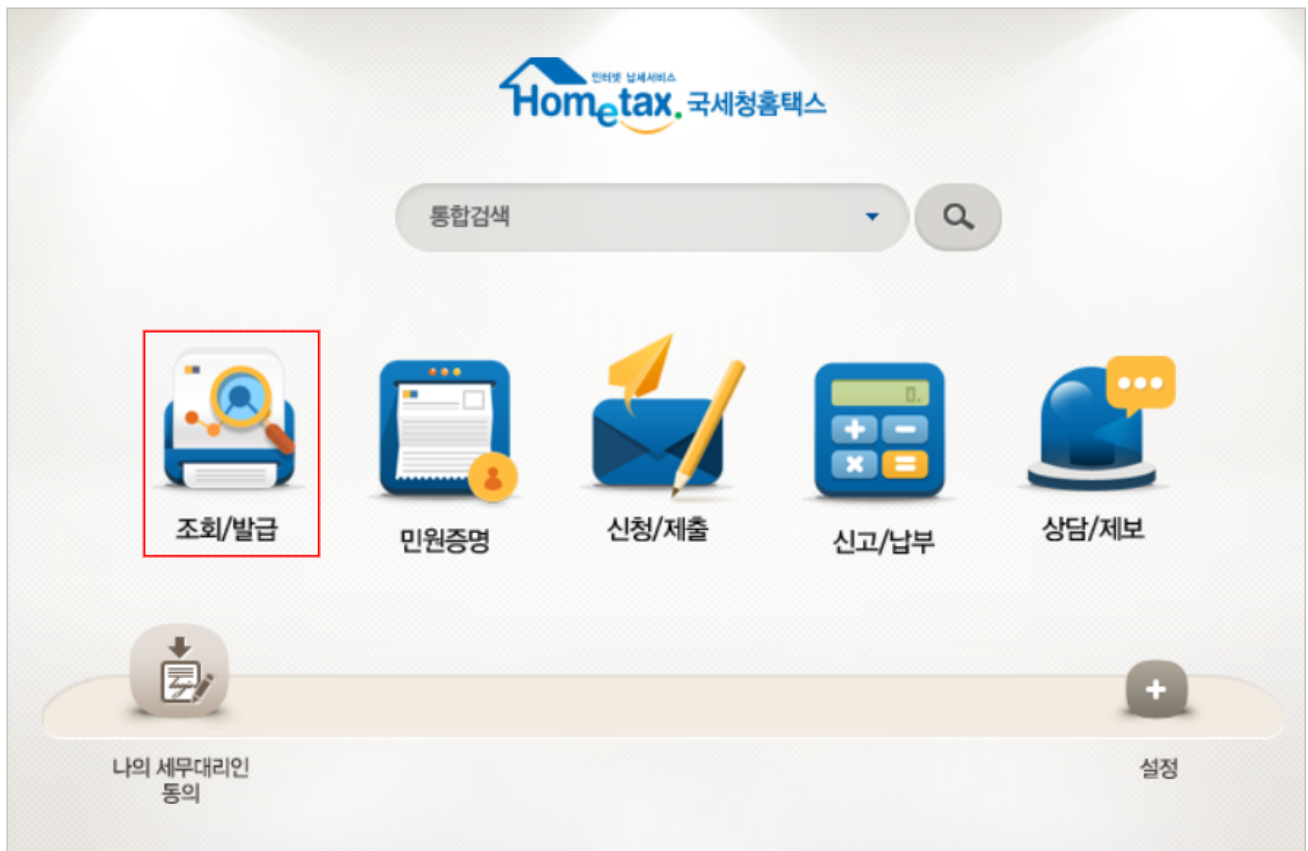 인터넷 납세서비스
Hometax. 국세청홈택스
통합검색
0.
조회/발급
민원증명
신청/제출
신고/납부
상담/제보
나의 세무대리인
동의
설정